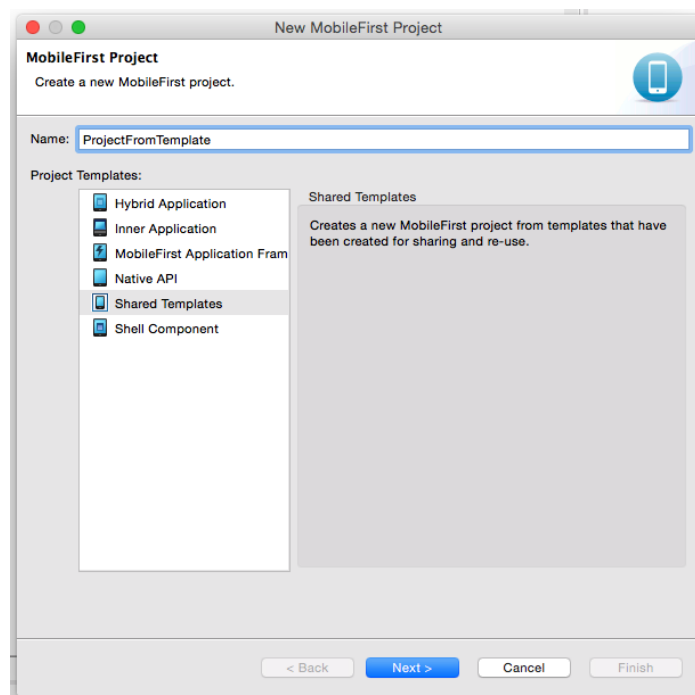 New MobileFirst Project
MobileFirst Project
Create a new MobileFirst project.
Name: ProjectFromTemplate
Project Templates:
Hybrid Application
Inner Application
MobileFirst Application Fram
Native API
Shared Templates
Shell Component
Shared Templates
Creates a new MobileFirst project from templates that have
been created for sharing and re-use.
< Back Next > Cancel Finish